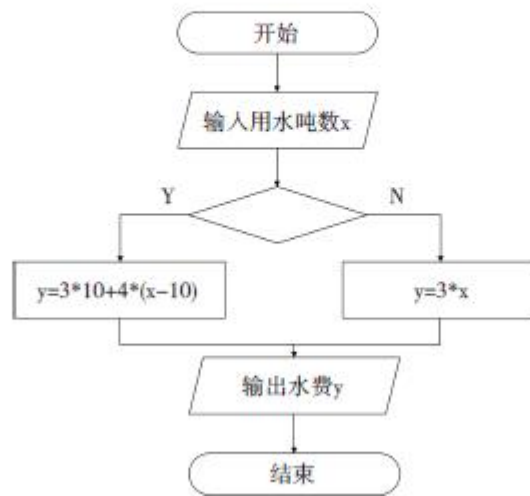 开始
输入用水吨数x
Y
N
y=3*10+4*(x-10)
y=3*x
输出水费y
结束